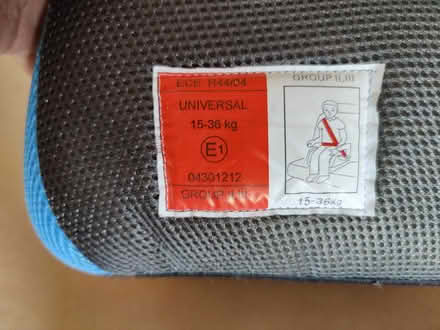 ECE R44/04
UNIVERSAL
15-36 kg
E1
04301212
GROUP II,III
GROUP II,III
15-36kg